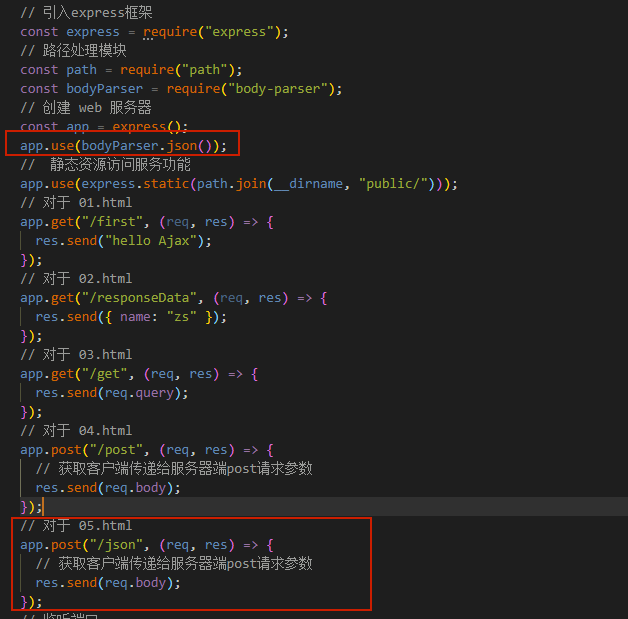 // 引入express框架
const express = require("express");
// 路径处理模块
const path = require("path");
const bodyParser = require("body-parser");
// 创建 web 服务器
const app = express();
app.use(bodyParser.json());
//  静态资源访问服务功能
app.use(express.static(path.join(__dirname, "public/")));
// 对于 01.html
app.get("/first", (req, res) => {
  res.send("hello Ajax");
});
// 对于 02.html
app.get("/responseData", (req, res) => {
  res.send({ name: "zs" });
});
// 对于 03.html
app.get("/get", (req, res) => {
  res.send(req.query);
});
// 对于 04.html
app.post("/post", (req, res) => {
  // 获取客户端传递给服务器端post请求参数
  res.send(req.body);
});
// 对于 05.html
app.post("/json", (req, res) => {
  // 获取客户端传递给服务器端post请求参数
  res.send(req.body);
});
// 监听端口